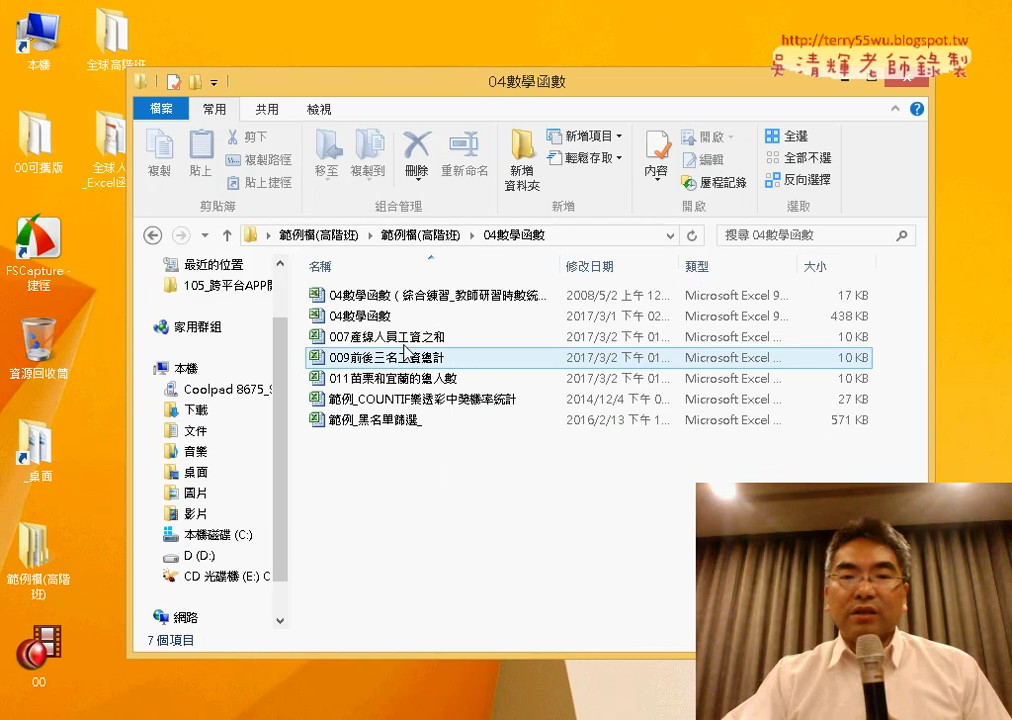 http://terry55wu.blogspot.tw
吳清輝老師錄製
本機
全球高階班
00可攜版
全球人
_Excel函
FSCapture -
捷徑
資源回收筒
_桌面
範例檔(高階
班)
00
04數學函數
檔案
常用
共用
檢視
複製
貼上
剪下
複製路徑
貼上捷徑
剪貼簿
移至
複製到
刪除
重新命名
組合管理
新增
資料夾
新增項目
輕鬆存取
新增
內容
開啟
編輯
歷程記錄
開啟
全選
全部不選
反向選擇
選取
範例檔(高階班)
範例檔(高階班)
04數學函數
搜尋 04數學函數
最近的位置
105_跨平台APP開
家用群組
本機
Coolpad 8675_S
下載
文件
音樂
桌面
圖片
影片
本機磁碟 (C:)
D (D:)
CD 光碟機 (E:) C
網路
名稱
修改日期
類型
大小
04數學函數 ( 綜合練習_教師研習時數統...
2008/5/2 上午 12...
Microsoft Excel 9...
17 KB
04數學函數
2017/3/1 下午 02...
Microsoft Excel 9...
438 KB
007產線人員工資之和
2017/3/2 下午 01...
Microsoft Excel ...
10 KB
009前後三名工資總計
2017/3/2 下午 01...
Microsoft Excel ...
10 KB
011苗栗和宜蘭的總人數
2017/3/2 下午 01...
Microsoft Excel ...
10 KB
範例_COUNTIF樂透彩中獎機率統計
2014/12/4 下午 0...
Microsoft Excel ...
27 KB
範例_黑名單篩選_
2016/2/13 下午 1...
Microsoft Excel ...
571 KB
7 個項目